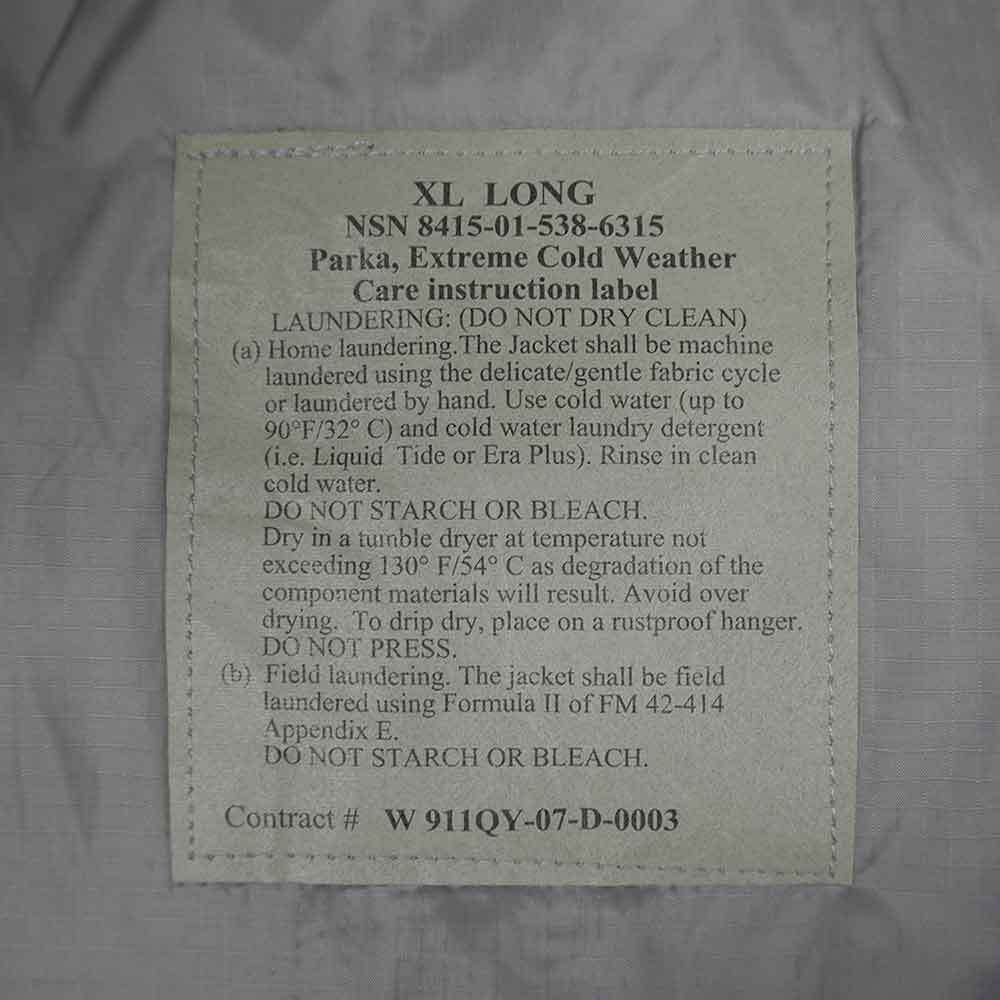 XL LONG
NSN 8415-01-538-6315
Parka, Extreme Cold Weather
Care instruction label
LAUNDERING: (DO NOT DRY CLEAN)
(a) Home laundering.The Jacket shall be machine
laundered using the delicate/gentle fabric cycle
or laundered by hand. Use cold water (up to
90°F/32° C) and cold water laundry detergent
(i.e. Liquid Tide or Era Plus). Rinse in clean
cold water.
DO NOT STARCH OR BLEACH.
Dry in a tumble dryer at temperature not
exceeding 130° F/54° C as degradation of the
component materials will result. Avoid over
drying. To drip dry, place on a rustproof hanger.
DO NOT PRESS.
(b) Field laundering. The jacket shall be field
laundered using Formula II of FM 42-414
Appendix E.
DO NOT STARCH OR BLEACH.
Contract # W 911QY-07-D-0003